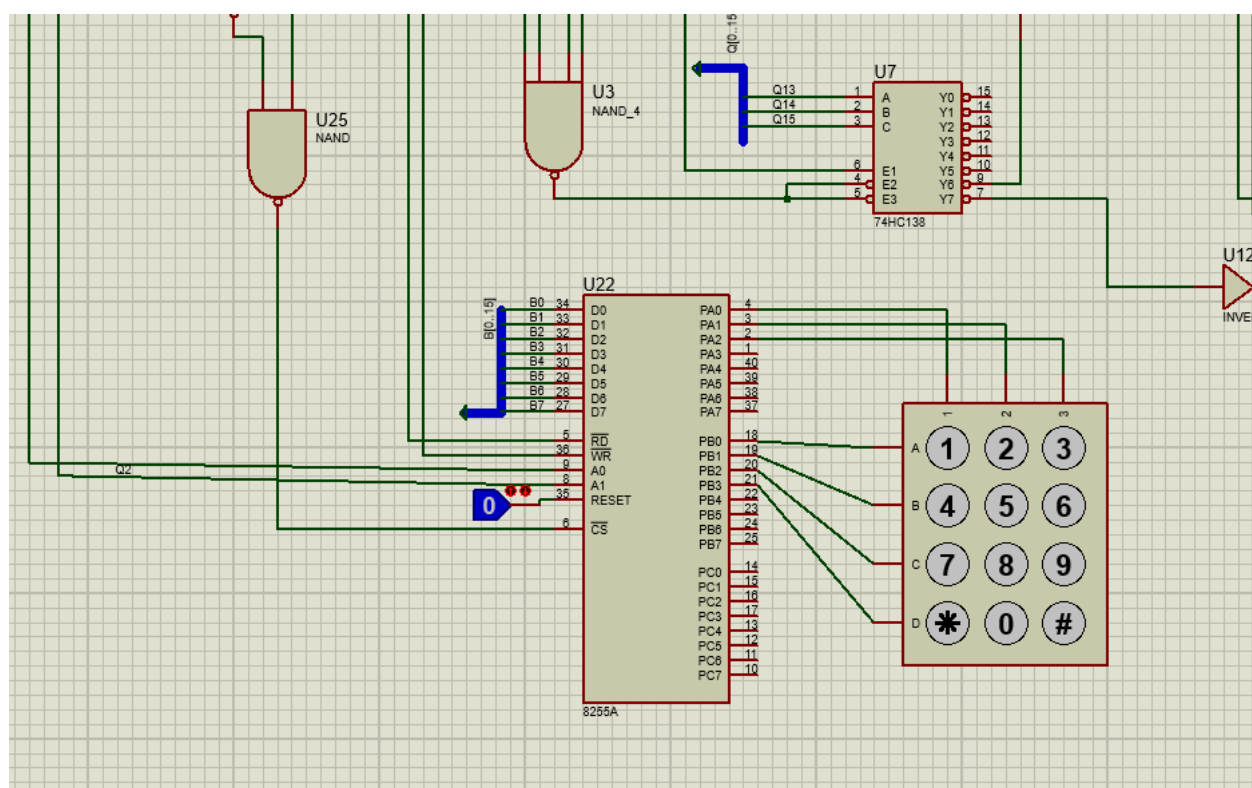 U25
NAND
U3
NAND_4
Q[0..15]
U7
Q13 1 A Y0 15
Q14 2 B Y1 14
Q15 3 C Y2 13
Y3 12
Y4 11
6 E1 Y5 10
4 E2 Y6 9
5 E3 Y7 7
74HC138
U12
INVE
U22
B[0..15]
B0 34 D0 PA0 4
B1 33 D1 PA1 3
B2 32 D2 PA2 2
B3 31 D3 PA3 1
B4 30 D4 PA4 40
B5 29 D5 PA5 39
B6 28 D6 PA6 38
B7 27 D7 PA7 37
5 RD PB0 18
36 WR PB1 19
Q2 9 A0 PB2 20
8 A1 PB3 21
0 35 RESET PB4 22
PB5 23
6 CS PB6 24
PB7 25
PC0 14
PC1 15
PC2 16
PC3 17
PC4 13
PC5 12
PC6 11
PC7 10
8255A
1 2 3
A 1 2 3
B 4 5 6
C 7 8 9
D * 0 #